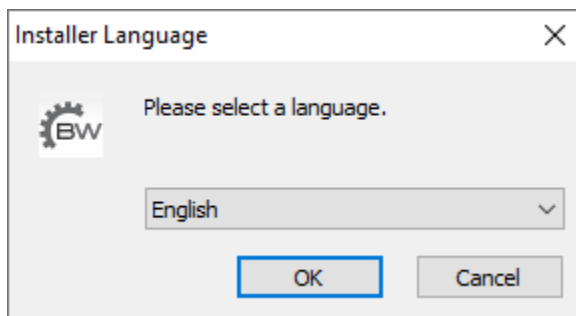 Installer Language
BW
Please select a language.
English
OK Cancel